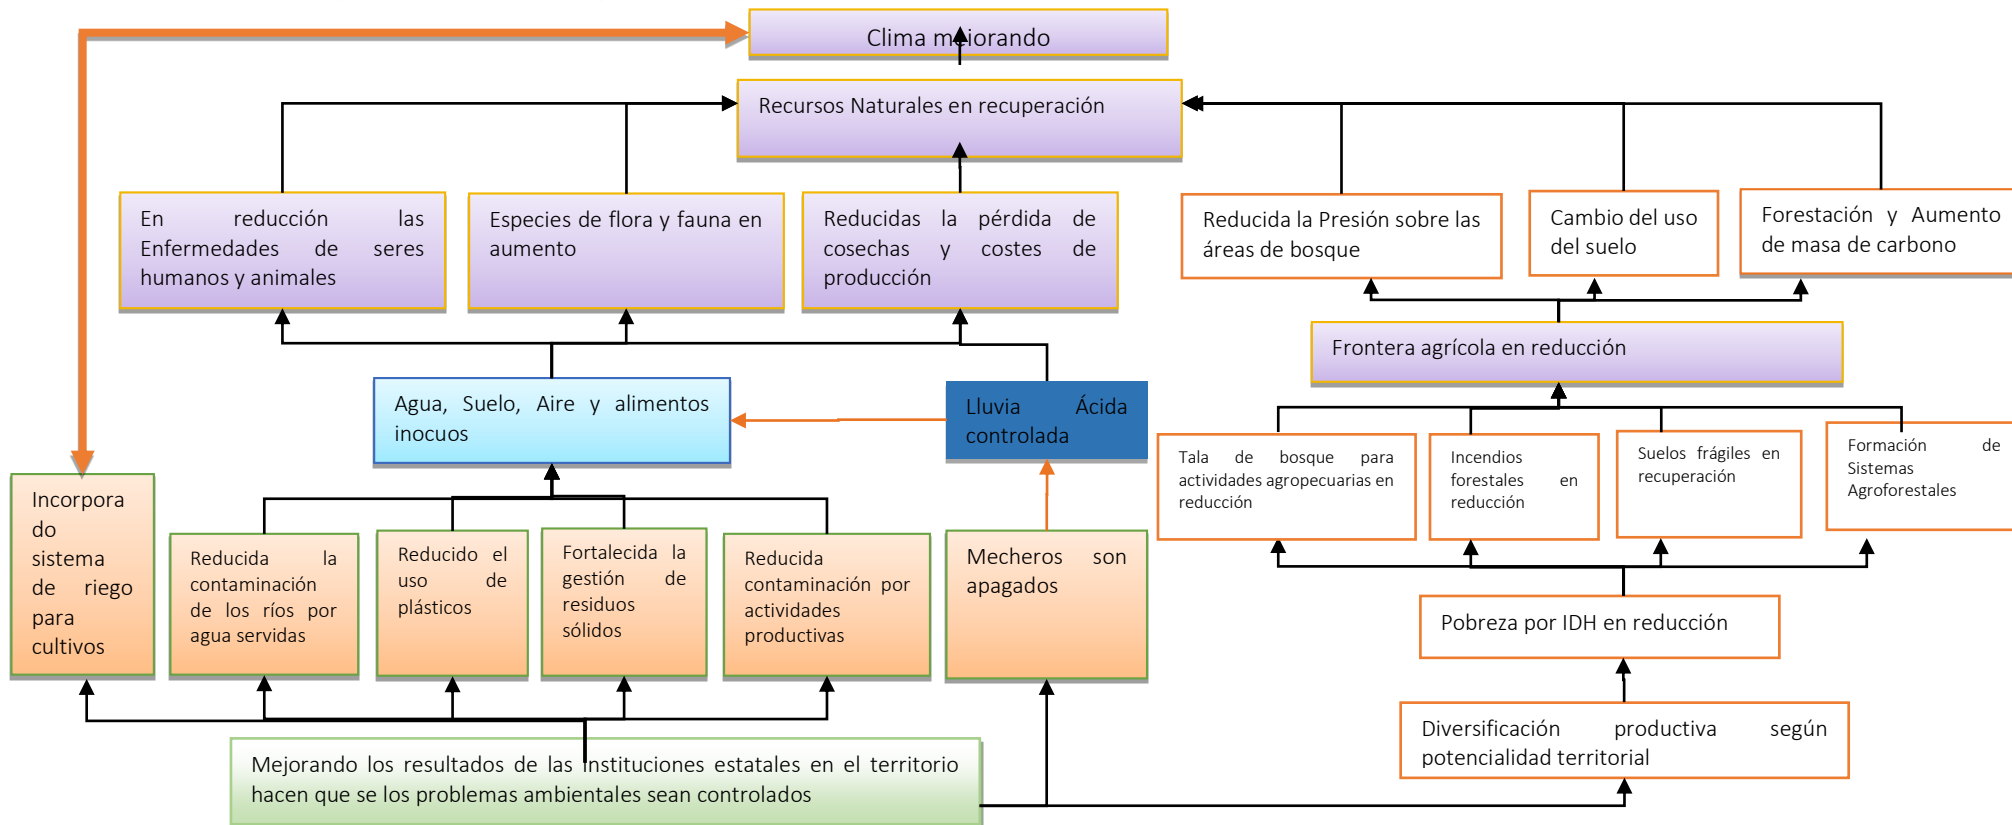 Clima mejorando
Recursos Naturales en recuperación
En reducción las
Enfermedades de seres
humanos y animales
Especies de flora y fauna en
aumento
Reducidas la pérdida de
cosechas y costes de
producción
Reducida la Presión sobre las
áreas de bosque
Cambio del uso
del suelo
Forestación y Aumento
de masa de carbono
Frontera agrícola en reducción
Agua, Suelo, Aire y alimentos
inocuos
Lluvia Ácida
controlada
Tala de bosque para
actividades agropecuarias en
reducción
Incendios
forestales en
reducción
Suelos frágiles en
recuperación
Formación de
Sistemas
Agroforestales
Incorpora
do
sistema
de riego
para
cultivos
Reducida la
contaminación
de los ríos por
agua servidas
Reducido el
uso de
plásticos
Fortalecida la
gestión de
residuos
sólidos
Reducida
contaminación por
actividades
productivas
Mecheros son
apagados
Pobreza por IDH en reducción
Diversificación productiva según
potencialidad territorial
Mejorando los resultados de las Instituciones estatales en el territorio
hacen que se los problemas ambientales sean controlados